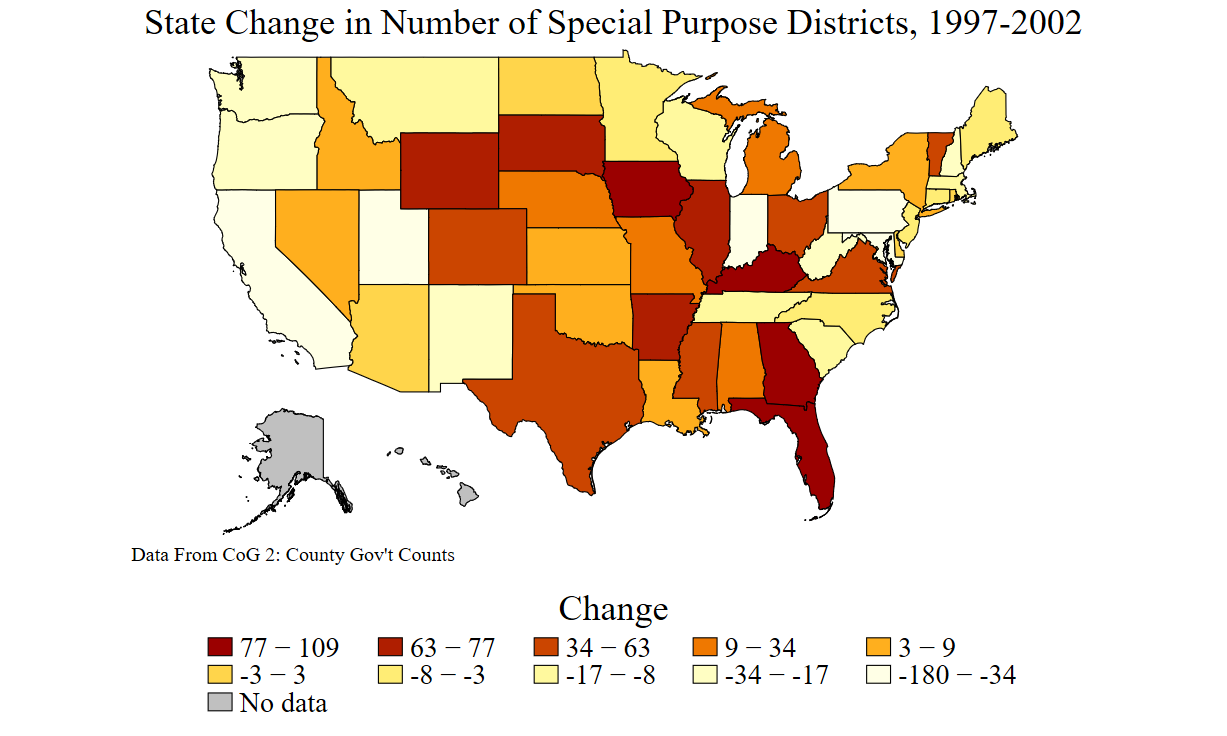 State Change in Number of Special Purpose Districts, 1997-2002
Data From CoG 2: County Gov't Counts
Change
77 − 109 63 − 77 34 − 63 9 − 34 3 − 9
-3 − 3 -8 − -3 -17 − -8 -34 − -17 -180 − -34
No data